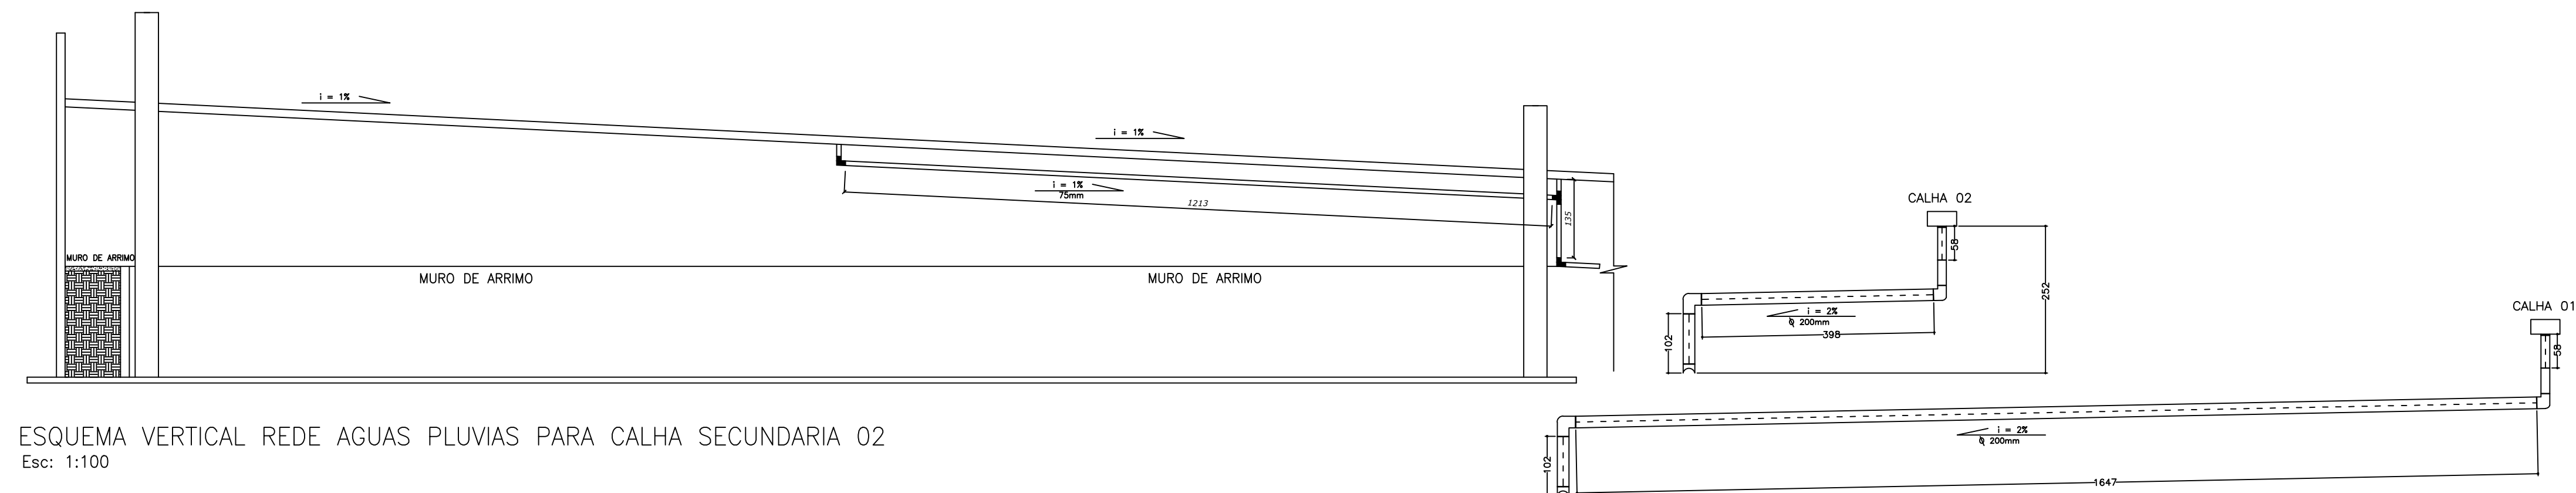 i = 1%
i = 1%
i = 1%
75mm
1213
135
MURO DE ARRIMO
MURO DE ARRIMO
MURO DE ARRIMO
ESQUEMA VERTICAL REDE AGUAS PLUVIAS PARA CALHA SECUNDARIA 02
Esc: 1:100
CALHA 02
58
252
i = 2%
ϕ 200mm
398
102
CALHA 01
58
i = 2%
ϕ 200mm
102
1647